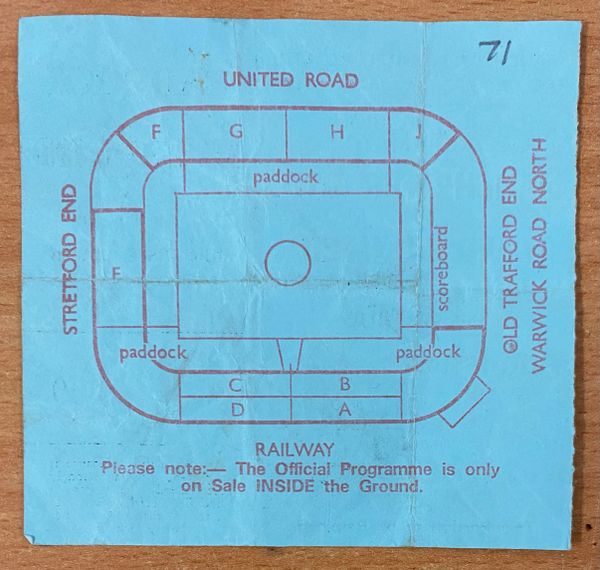 71
UNITED ROAD
F G H J
paddock
STRETFORD END
E
scoreboard
OLD TRAFFORD END
WARWICK ROAD NORTH
paddock paddock
C B
D A
RAILWAY
Please note:— The Official Programme is only
on Sale INSIDE the Ground.